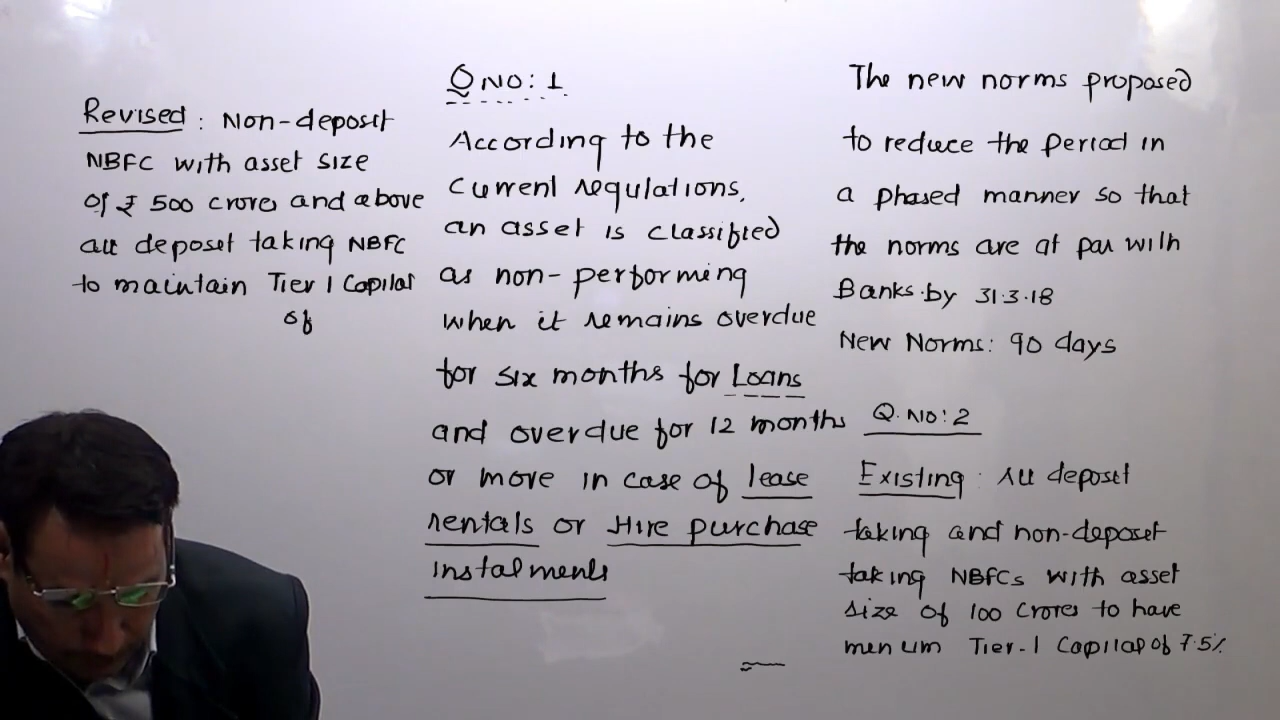 Q NO: 1
According to the
current regulations,
an asset is classified
as non-performing
when it remains overdue
for six months for Loans
and overdue for 12 months
or more in case of lease
rentals or Hire purchase
instalments
The new norms proposed
to reduce the period in
a phased manner so that
the norms are at par with
Banks by 31.3.18
New Norms: 90 days
Q. NO: 2
Existing: All deposit
taking and non-deposit
taking NBFCs with asset
size of 100 crores to have
menium Tier-1 Capital of 7.5%
Revised: Non-deposit
NBFC with asset size
of ₹ 500 crores and above
all deposit taking NBFC
to maintain Tier 1 Capital
of